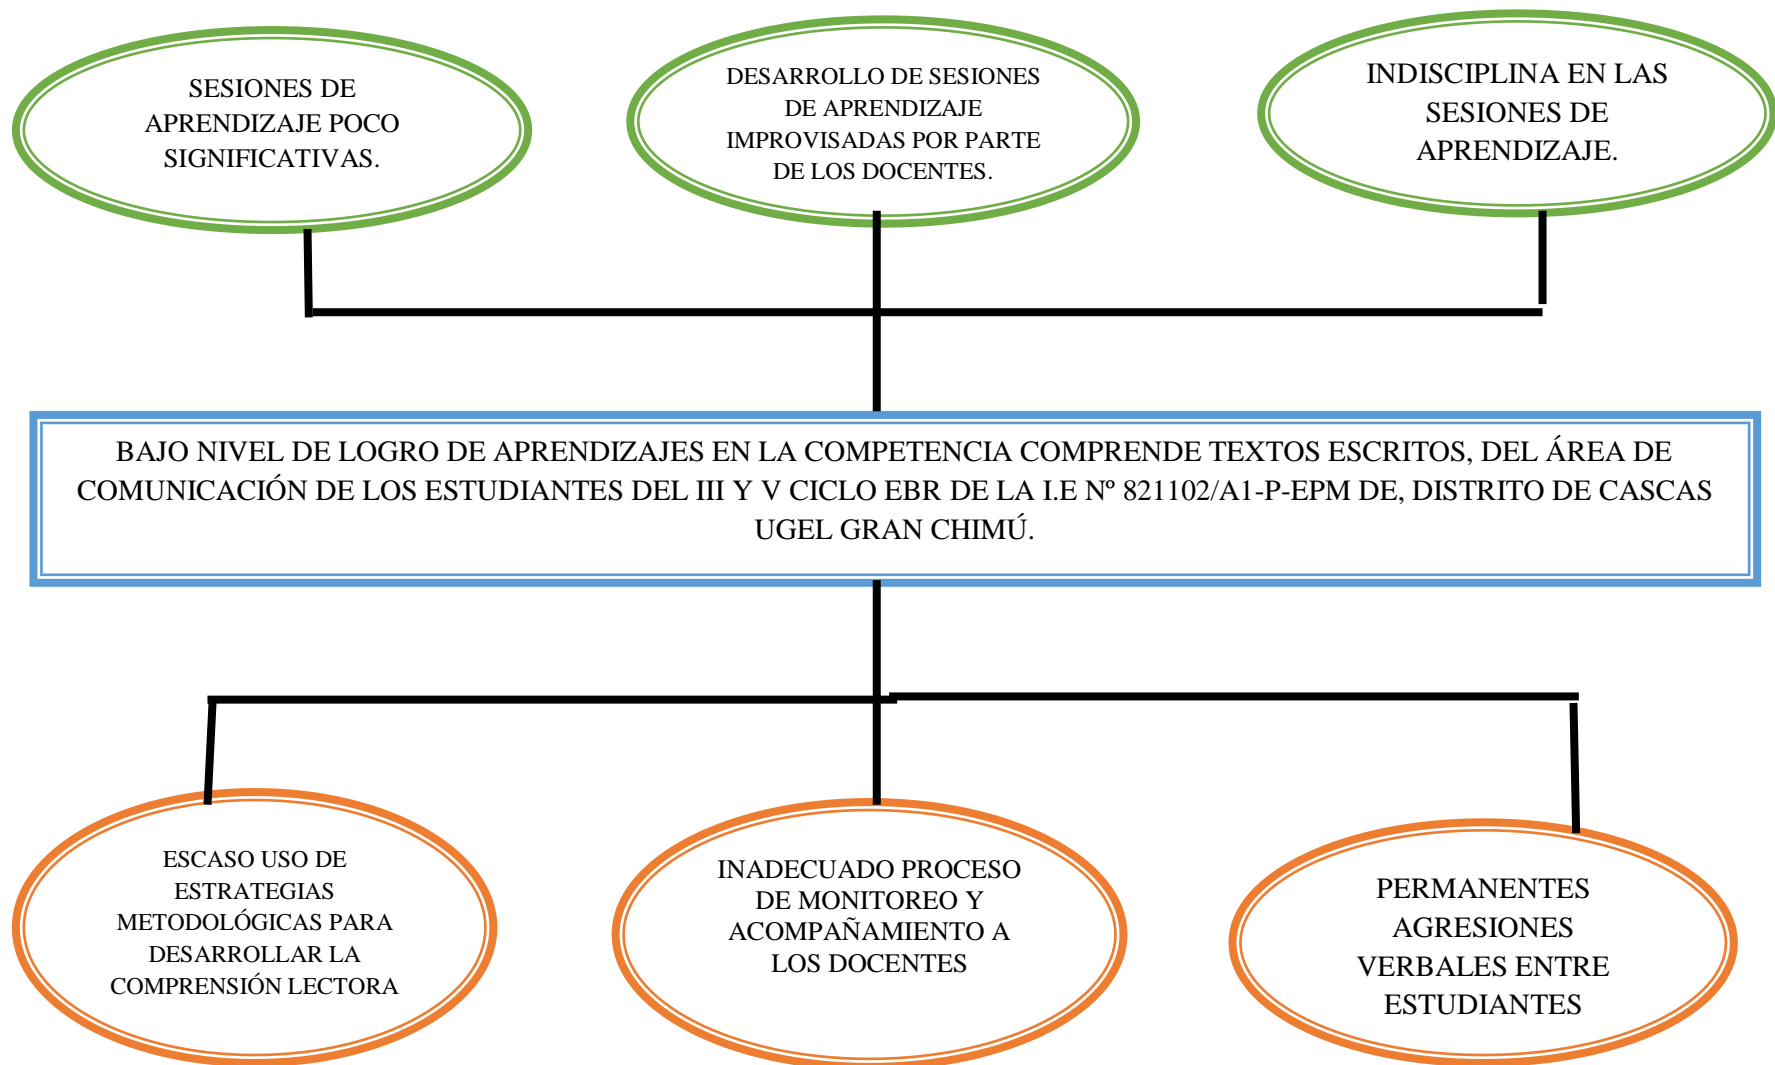 SESIONES DE
APRENDIZAJE POCO
SIGNIFICATIVAS.
DESARROLLO DE SESIONES
DE APRENDIZAJE
IMPROVISADAS POR PARTE
DE LOS DOCENTES.
INDISCIPLINA EN LAS
SESIONES DE
APRENDIZAJE.
BAJO NIVEL DE LOGRO DE APRENDIZAJES EN LA COMPETENCIA COMPRENDE TEXTOS ESCRITOS, DEL ÁREA DE
COMUNICACIÓN DE LOS ESTUDIANTES DEL III Y V CICLO EBR DE LA I.E Nº 821102/A1-P-EPM DE, DISTRITO DE CASCAS
UGEL GRAN CHIMÚ.
ESCASO USO DE
ESTRATEGIAS
METODOLÓGICAS PARA
DESARROLLAR LA
COMPRENSIÓN LECTORA
INADECUADO PROCESO
DE MONITOREO Y
ACOMPAÑAMIENTO A
LOS DOCENTES
PERMANENTES
AGRESIONES
VERBALES ENTRE
ESTUDIANTES